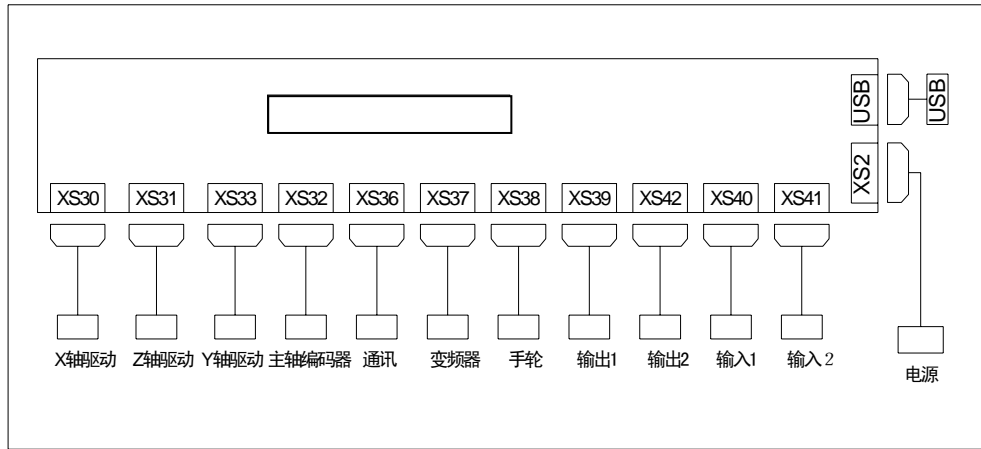 USB
USB
XS2
XS30 XS31 XS33 XS32 XS36 XS37 XS38 XS39 XS42 XS40 XS41
X轴驱动 Z轴驱动 Y轴驱动 主轴编码器 通讯 变频器 手轮 输出1 输出2 输入1 输入2
电源